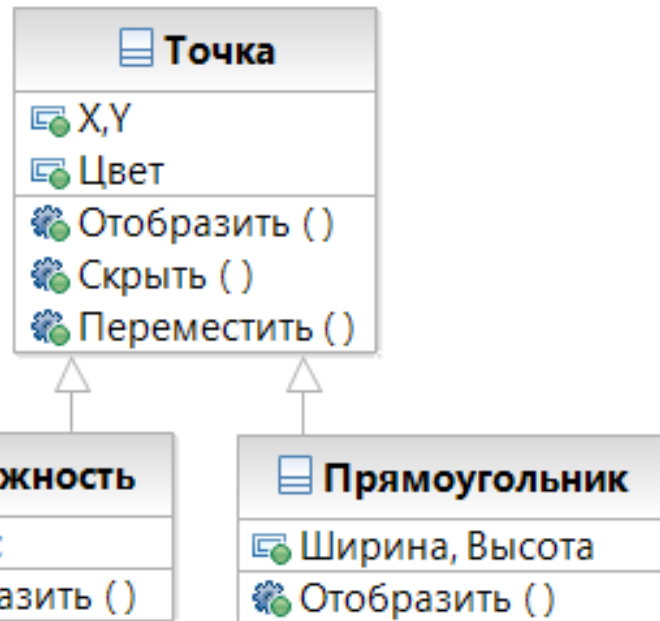 Точка
X,Y
Цвет
Отобразить ( )
Скрыть ( )
Переместить ( )
жность
азить ( )
Прямоугольник
Ширина, Высота
Отобразить ( )